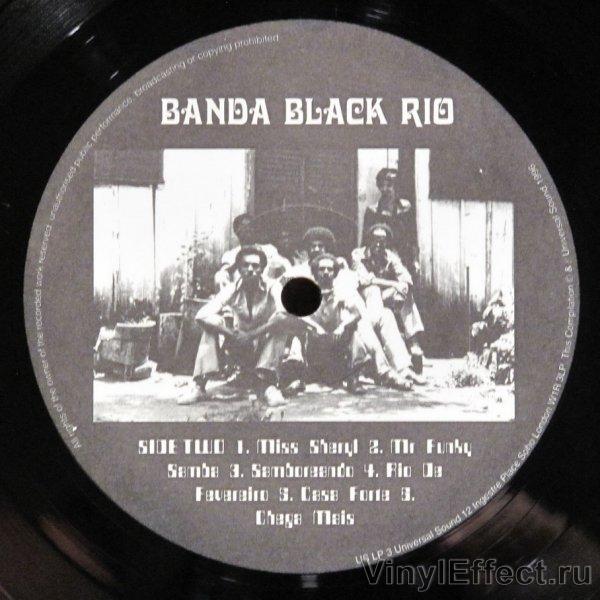 All rights of the owner of the recorded work reserved. unauthorised public performance, broadcasting or copying prohibited
BANDA BLACK RIO
SIDE TWO 1. Miss Sheryl 2. Mr Funky
Samba 3. Samboreando 4. Rio De
Fevereiro 5. Casa Forte 6.
Chega Mais
US LP 3 Universal Sound 12 Ingestre Place Soho London W1R 3LP. This Compilation © & Universal Sound 1996
VinylEffect.ru